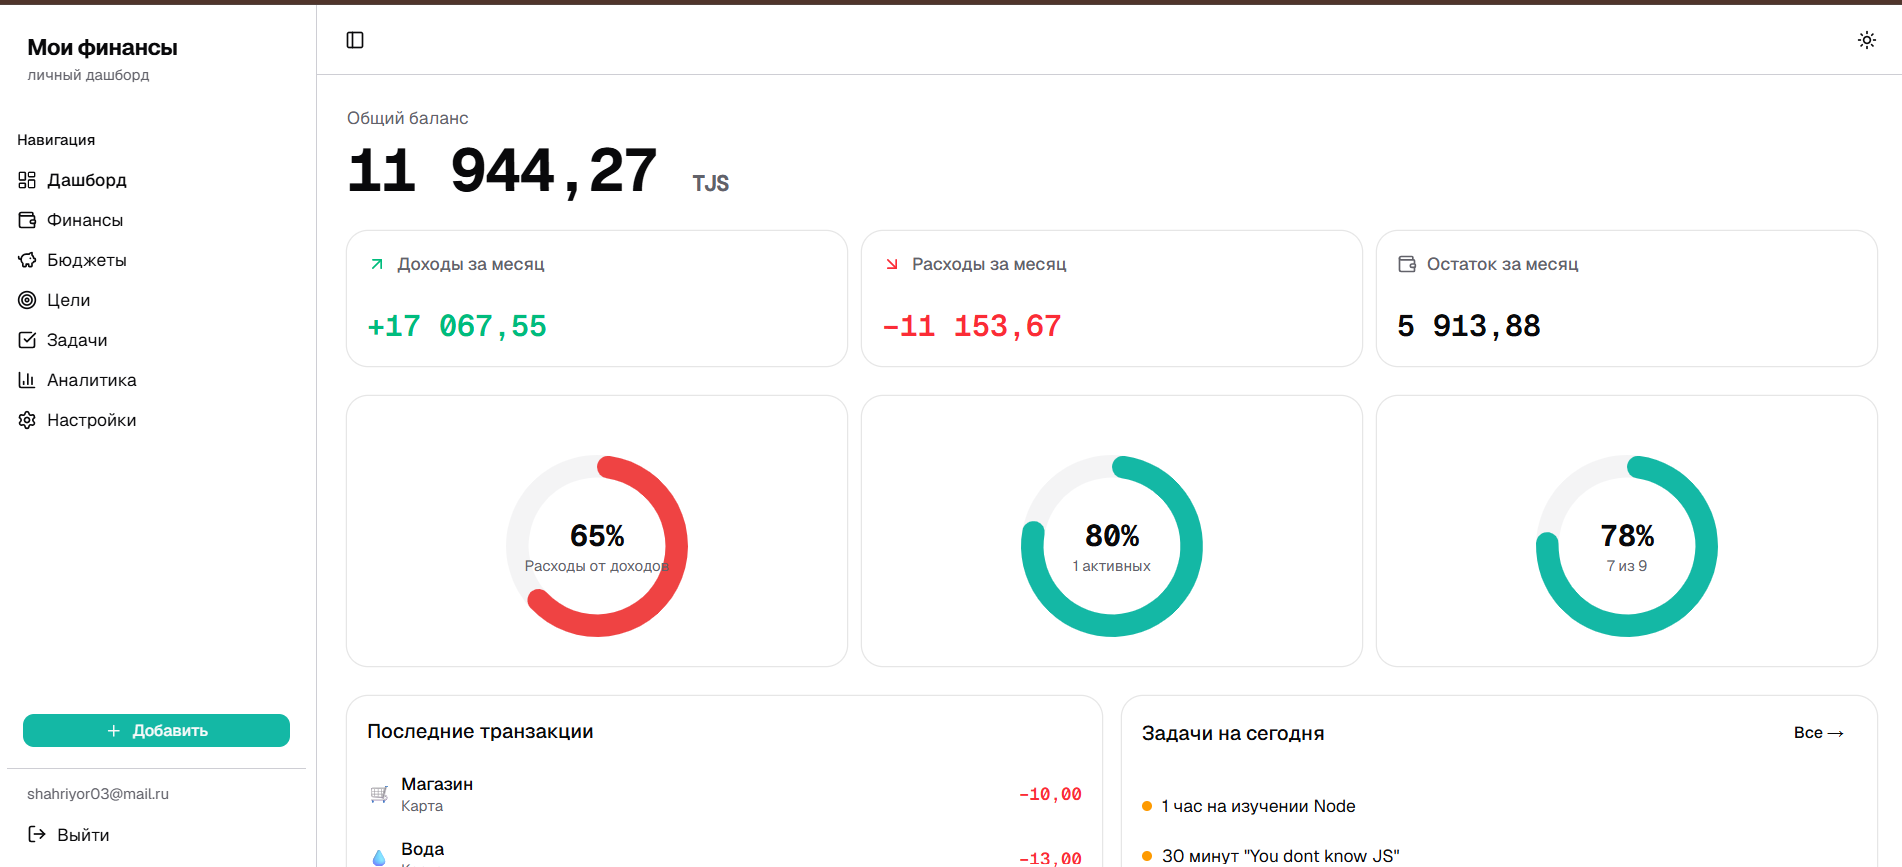 Мои финансы
личный дашборд
Навигация
Дашборд
Финансы
Бюджеты
Цели
Задачи
Аналитика
Настройки
+ Добавить
shahriyor03@mail.ru
Выйти
Общий баланс
11 944,27 TJS
Доходы за месяц
+17 067,55
Расходы за месяц
−11 153,67
Остаток за месяц
5 913,88
65%
Расходы от доходов
80%
1 активных
78%
7 из 9
Последние транзакции
Магазин
Карта
−10,00
Вода
−13,00
Задачи на сегодня
Все →
1 час на изучении Node
30 минут "You dont know JS"